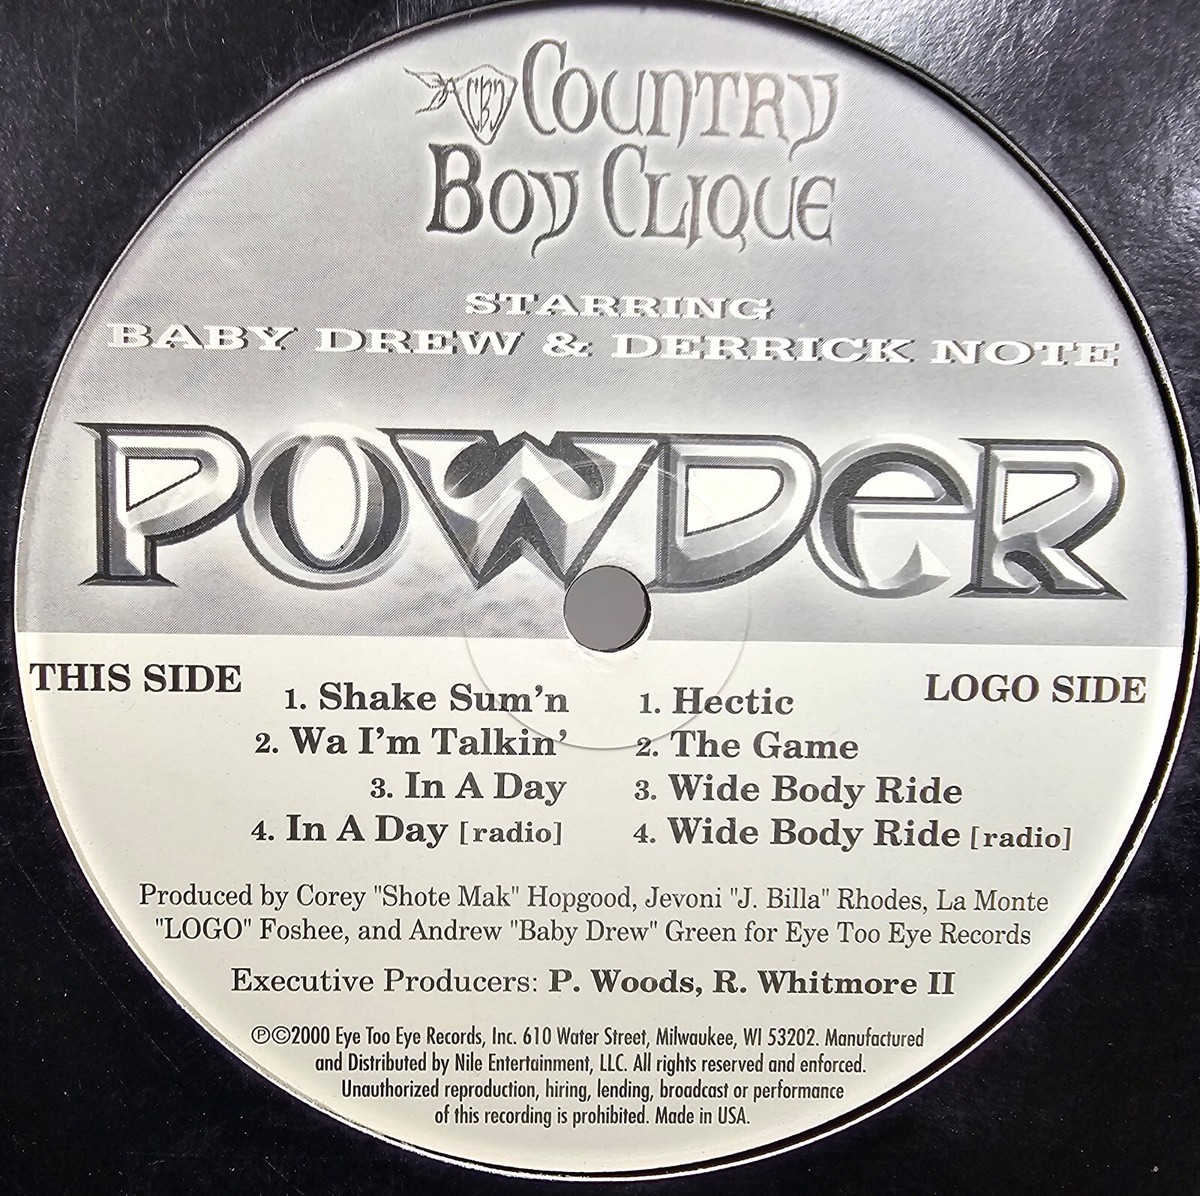 CBC COUNTRY
BOY CLIQUE
STARRING
BABY DREW & DERRICK NOTE
POWDER
THIS SIDE
1. Shake Sum'n
2. Wa I'm Talkin'
3. In A Day
4. In A Day [radio]
LOGO SIDE
1. Hectic
2. The Game
3. Wide Body Ride
4. Wide Body Ride [radio]
Produced by Corey "Shote Mak" Hopgood, Jevoni "J. Billa" Rhodes, La Monte
"LOGO" Foshee, and Andrew "Baby Drew" Green for Eye Too Eye Records
Executive Producers: P. Woods, R. Whitmore II
℗©2000 Eye Too Eye Records, Inc. 610 Water Street, Milwaukee, WI 53202. Manufactured
and Distributed by Nile Entertainment, LLC. All rights reserved and enforced.
Unauthorized reproduction, hiring, lending, broadcast or performance
of this recording is prohibited. Made in USA.